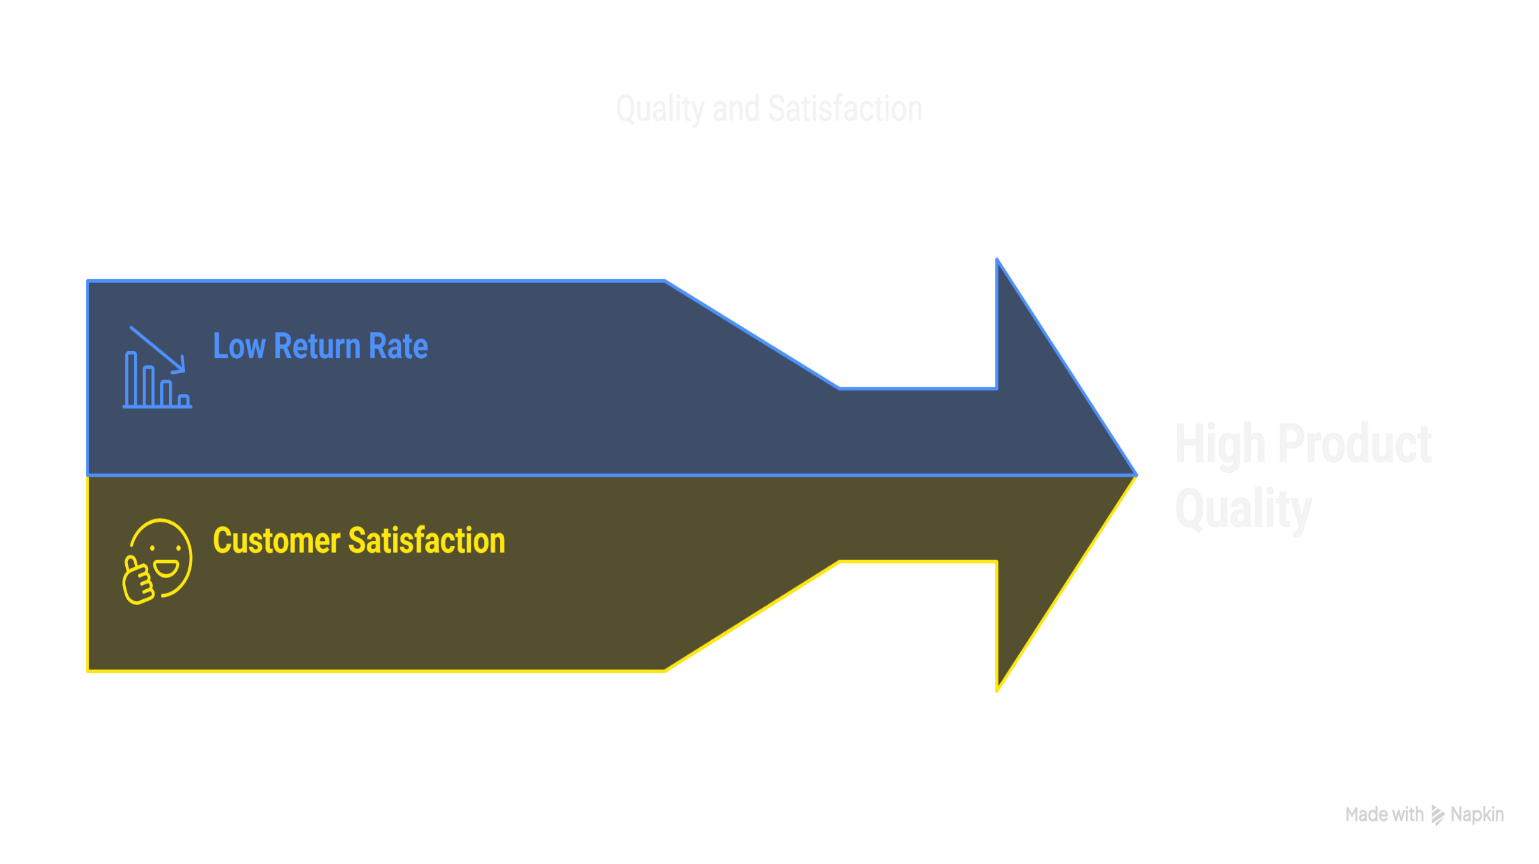 Quality and Satisfaction
Low Return Rate
Customer Satisfaction
High Product
Quality
Made with Napkin